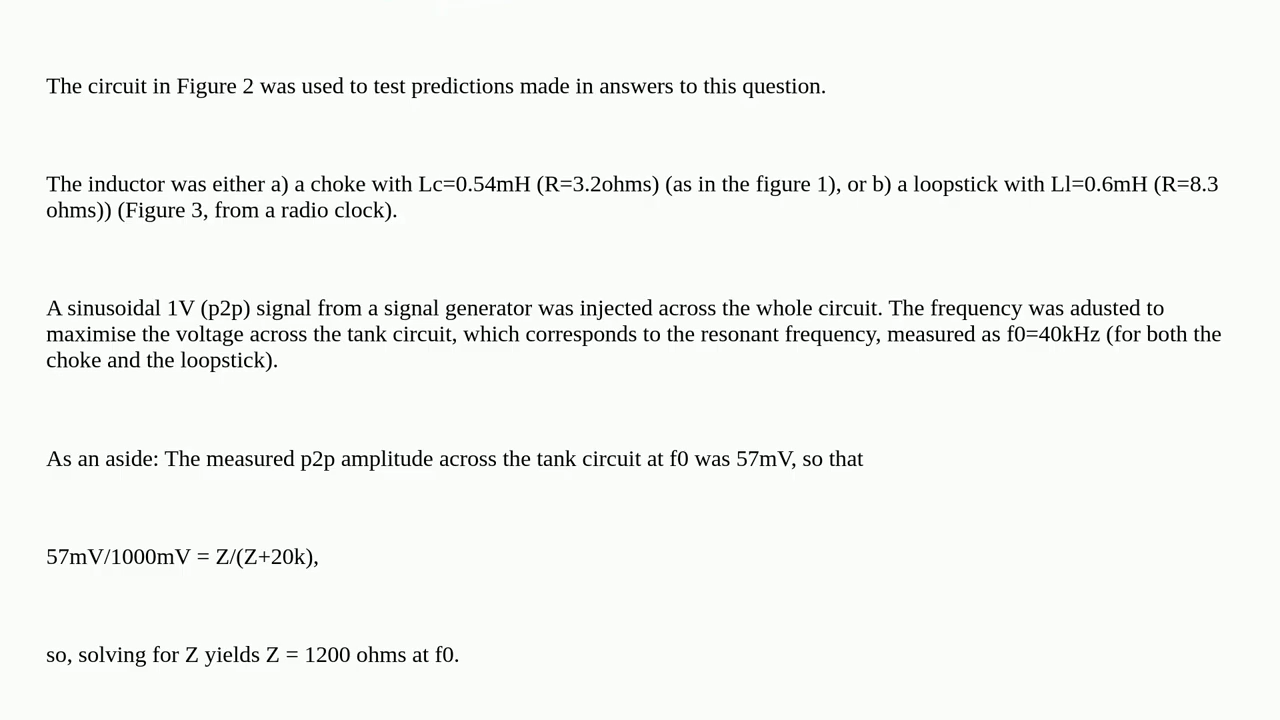 The circuit in Figure 2 was used to test predictions made in answers to this question.
The inductor was either a) a choke with Lc=0.54mH (R=3.2ohms) (as in the figure 1), or b) a loopstick with Ll=0.6mH (R=8.3
ohms)) (Figure 3, from a radio clock).
A sinusoidal 1V (p2p) signal from a signal generator was injected across the whole circuit. The frequency was adusted to
maximise the voltage across the tank circuit, which corresponds to the resonant frequency, measured as f0=40kHz (for both the
choke and the loopstick).
As an aside: The measured p2p amplitude across the tank circuit at f0 was 57mV, so that
57mV/1000mV = Z/(Z+20k),
so, solving for Z yields Z = 1200 ohms at f0.